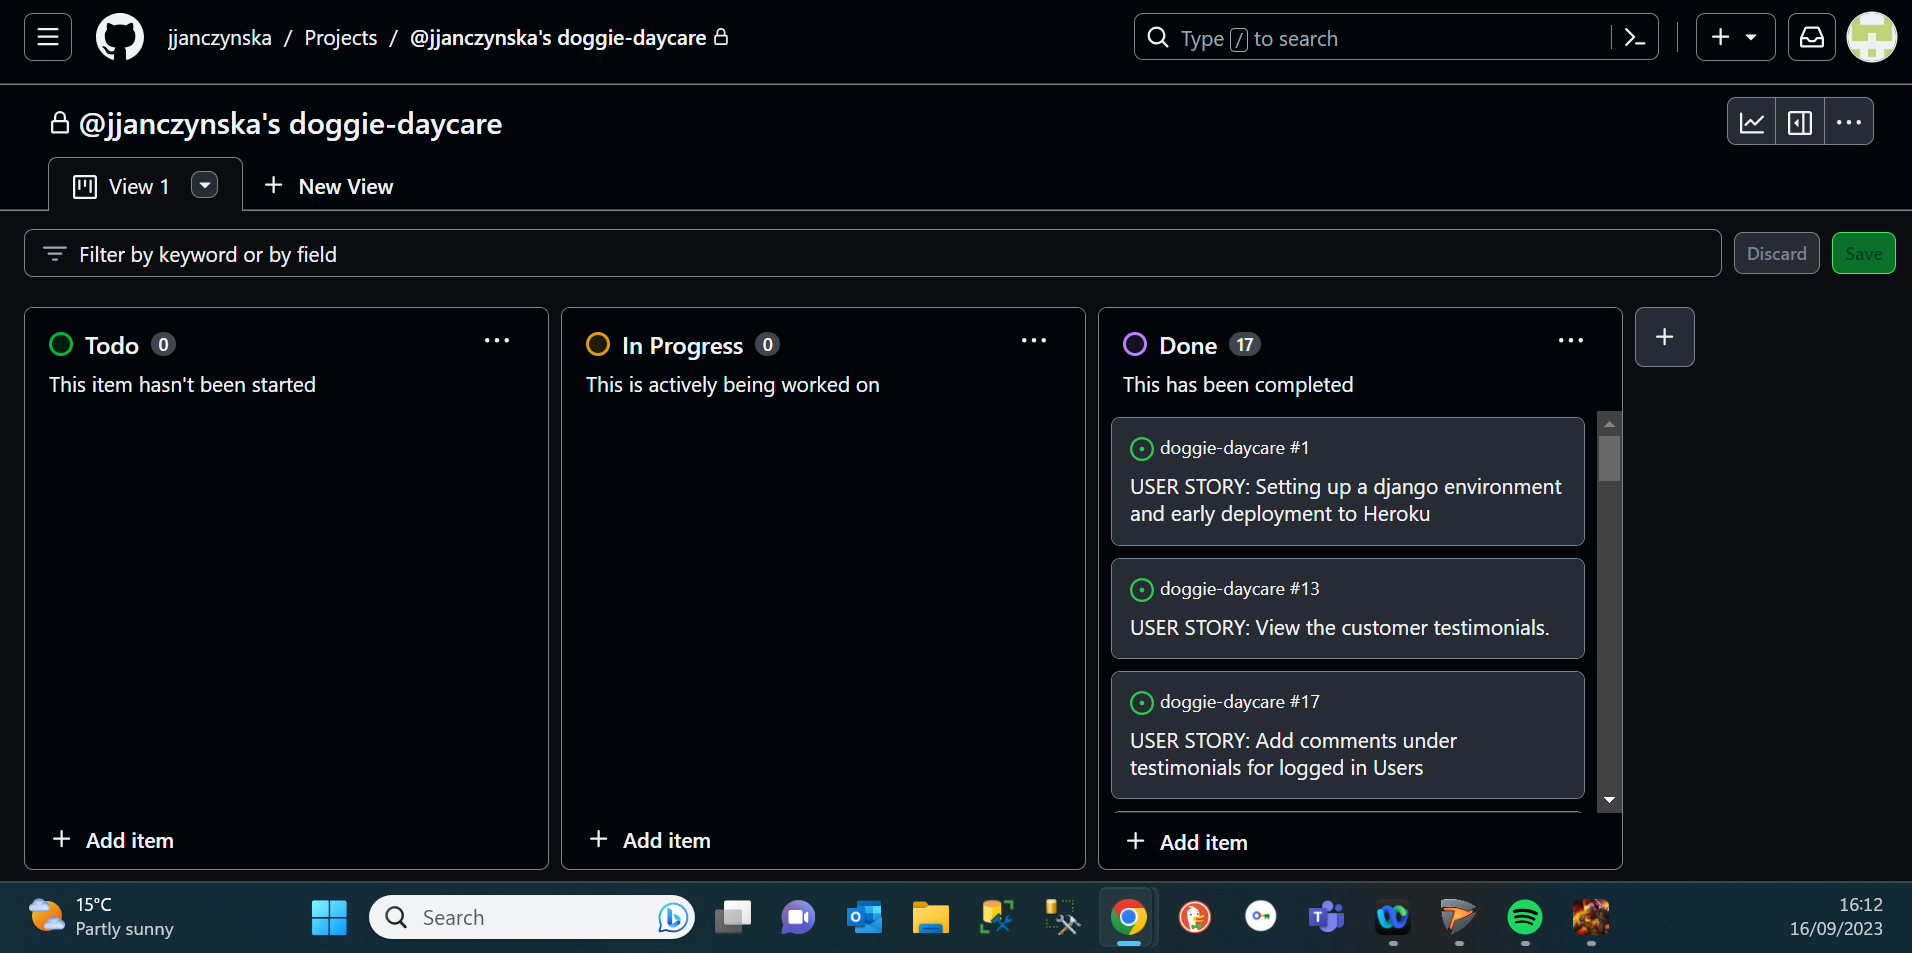 jjanczynska / Projects / @jjanczynska's doggie-daycare
Type / to search
@jjanczynska's doggie-daycare
View 1
New View
Filter by keyword or by field
Discard
Save
Todo 0
This item hasn't been started
Add item
In Progress 0
This is actively being worked on
Add item
Done 17
This has been completed
doggie-daycare #1
USER STORY: Setting up a django environment
and early deployment to Heroku
doggie-daycare #13
USER STORY: View the customer testimonials.
doggie-daycare #17
USER STORY: Add comments under
testimonials for logged in Users
Add item
15°C
Partly sunny
Search
16:12
16/09/2023